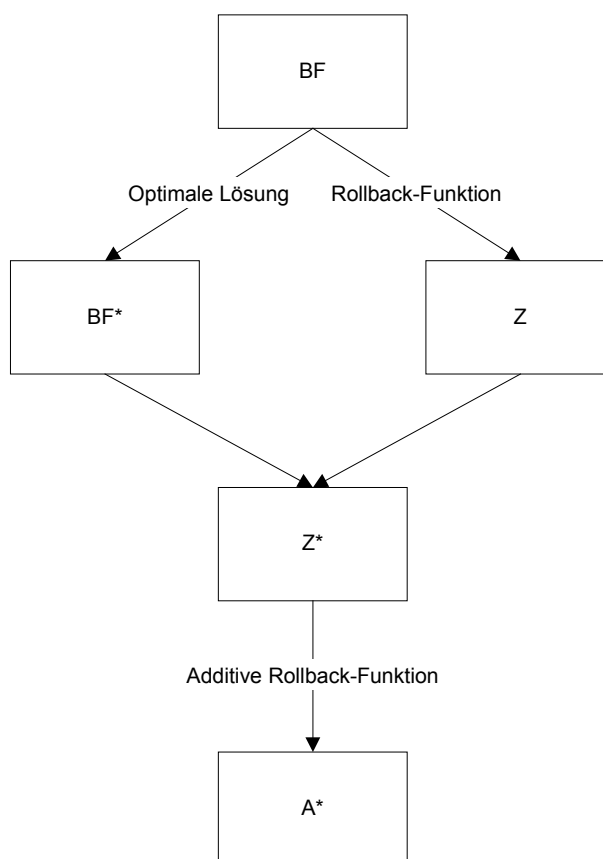 BF
Optimale Lösung
Rollback-Funktion
BF*
Z
Z*
Additive Rollback-Funktion
A*